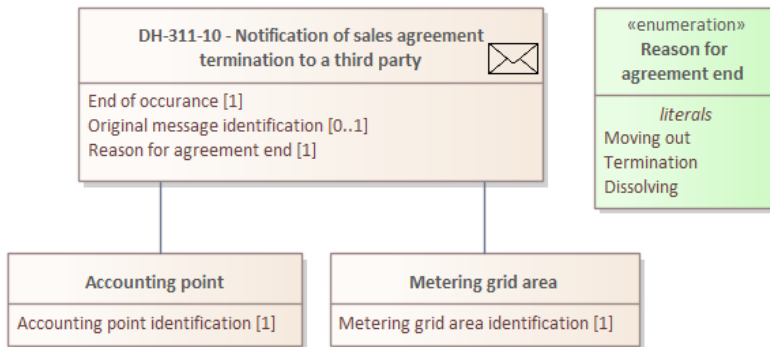 DH-311-10 - Notification of sales agreement
termination to a third party
End of occurance [1]
Original message identification [0..1]
Reason for agreement end [1]
«enumeration»
Reason for
agreement end
literals
Moving out
Termination
Dissolving
Accounting point
Accounting point identification [1]
Metering grid area
Metering grid area identification [1]